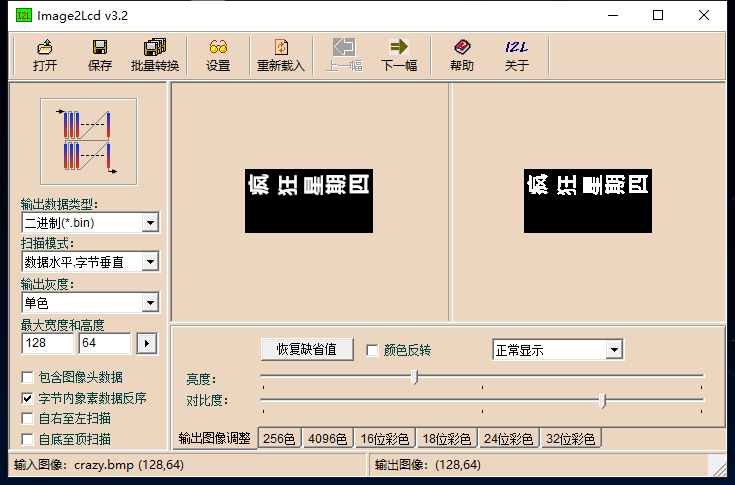 Image2Lcd v3.2
I2L
打开 保存 批量转换 设置 重新载入 上一幅 下一幅 帮助 关于
输出数据类型:
二进制(*.bin)
扫描模式:
数据水平,字节垂直
输出灰度:
单色
最大宽度和高度
128 64
包含图像头数据
字节内象素数据反序
自右至左扫描
自底至顶扫描
疯狂星期四 疯狂星期四
恢复缺省值 颜色反转 正常显示
亮度:
对比度:
输出图像调整 256色 4096色 16位彩色 18位彩色 24位彩色 32位彩色
输入图像: crazy.bmp (128,64) 输出图像: (128,64)